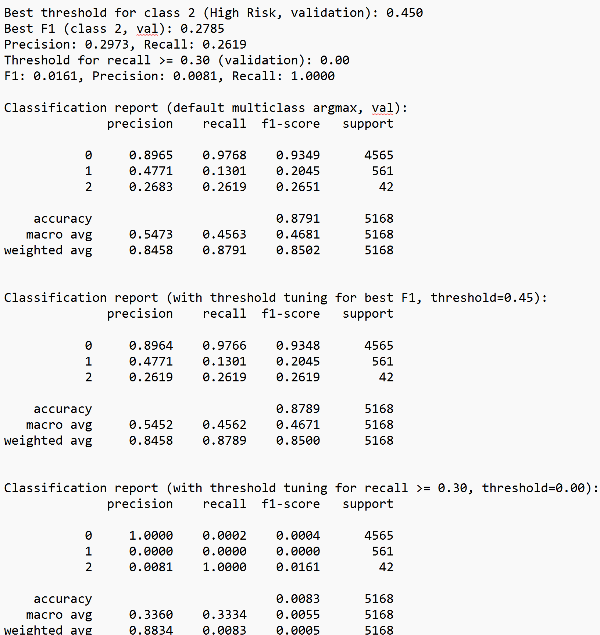 Best threshold for class 2 (High Risk, validation): 0.450
Best F1 (class 2, val): 0.2785
Precision: 0.2973, Recall: 0.2619
Threshold for recall >= 0.30 (validation): 0.00
F1: 0.0161, Precision: 0.0081, Recall: 1.0000
Classification report (default multiclass argmax, val):
precision recall f1-score support
0 0.8965 0.9768 0.9349 4565
1 0.4771 0.1301 0.2045 561
2 0.2683 0.2619 0.2651 42
accuracy 0.8791 5168
macro avg 0.5473 0.4563 0.4681 5168
weighted avg 0.8458 0.8791 0.8502 5168
Classification report (with threshold tuning for best F1, threshold=0.45):
precision recall f1-score support
0 0.8964 0.9766 0.9348 4565
1 0.4771 0.1301 0.2045 561
2 0.2619 0.2619 0.2619 42
accuracy 0.8789 5168
macro avg 0.5452 0.4562 0.4671 5168
weighted avg 0.8458 0.8789 0.8500 5168
Classification report (with threshold tuning for recall >= 0.30, threshold=0.00):
precision recall f1-score support
0 1.0000 0.0002 0.0004 4565
1 0.0000 0.0000 0.0000 561
2 0.0081 1.0000 0.0161 42
accuracy 0.0083 5168
macro avg 0.3360 0.3334 0.0055 5168
weighted avg 0.8834 0.0083 0.0005 5168